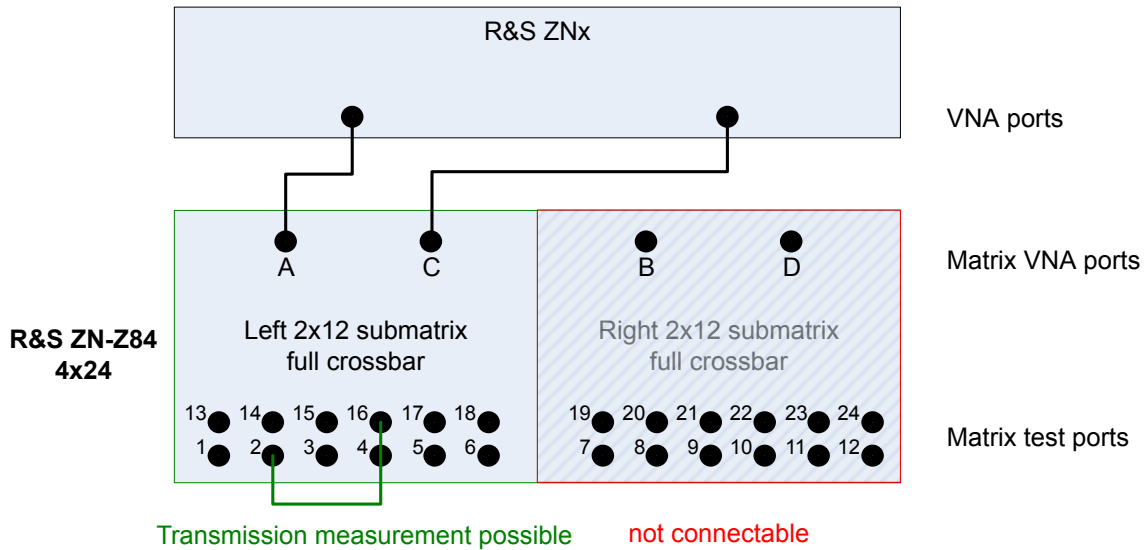 R&S ZNx
VNA ports
A C B D
Matrix VNA ports
R&S ZN-Z84
4x24
Left 2x12 submatrix
full crossbar
Right 2x12 submatrix
full crossbar
13 14 15 16 17 18 19 20 21 22 23 24
1 2 3 4 5 6 7 8 9 10 11 12
Matrix test ports
Transmission measurement possible
not connectable